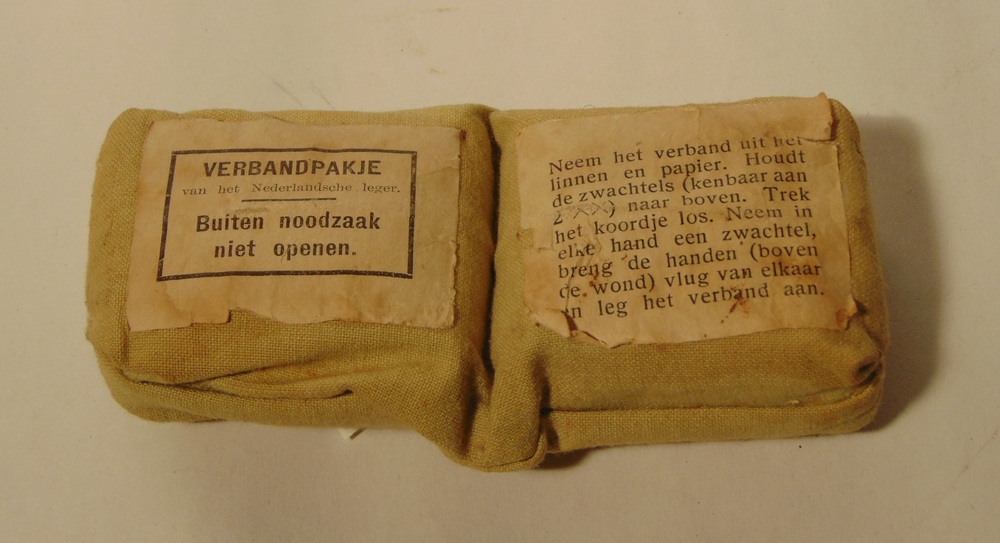 VERBANDPAKJE
van het Nederlandsche leger.
Buiten noodzaak
niet openen.
Neem het verband uit het
linnen en papier. Houdt
de zwachtels (kenbaar aan
2 XXX) naar boven. Trek
het koordje los. Neem in
elke hand een zwachtel,
breng de handen (boven
de wond) vlug van elkaar
en leg het verband aan.